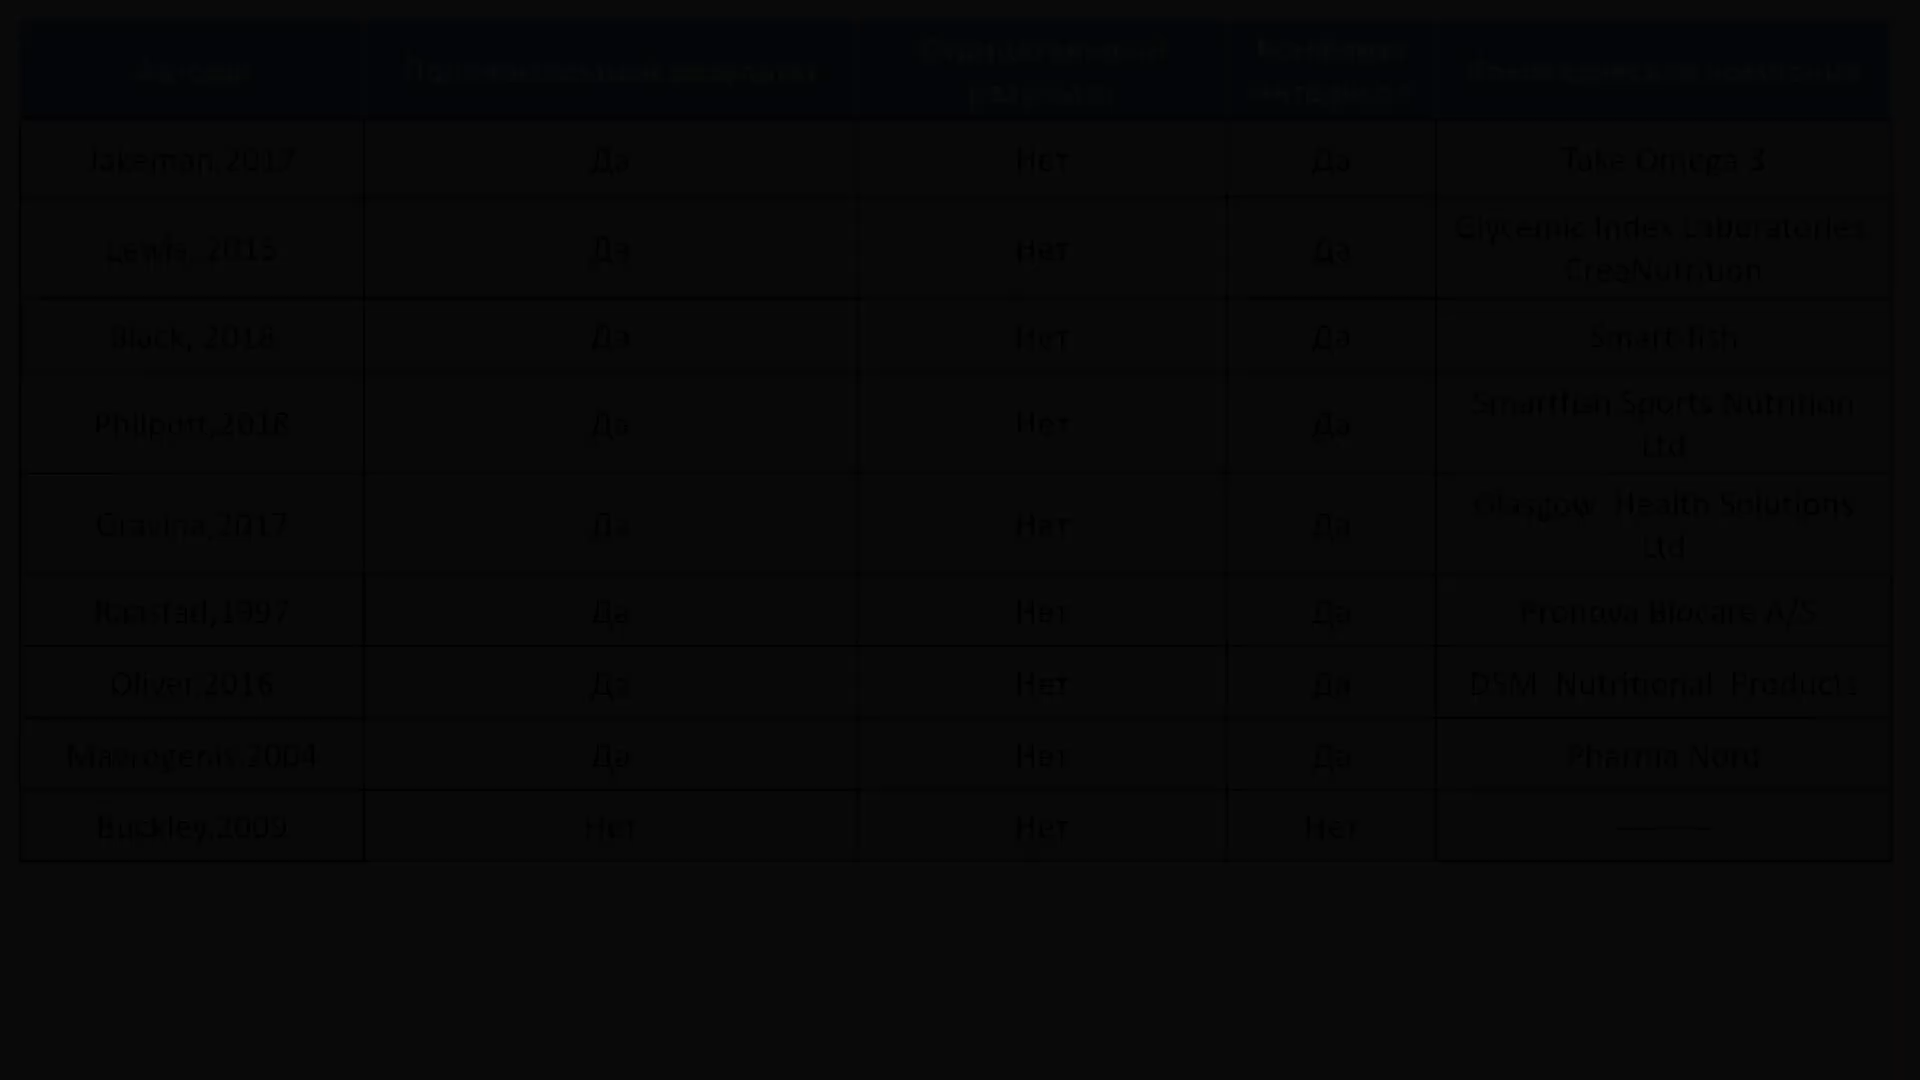 Jakeman,2017 Да Нет Да Take Omega 3
Lewis, 2015 Да Нет Да Glycemic Index Laboratories,
CreaNutrition
Black, 2018 Да Нет Да Smart fish
Philpott,2018 Да Нет Да Smartfish Sports Nutrition
Ltd
Gravina,2017 Да Нет Да Glasgow Health Solutions
Ltd
Raastad,1997 Да Нет Да Pronova Biocare A/S
Oliver,2016 Да Нет Да DSM Nutritional Products
Mavrogenis,2004 Да Нет Да Pharma Nord
Buckley,2009 Нет Нет Нет